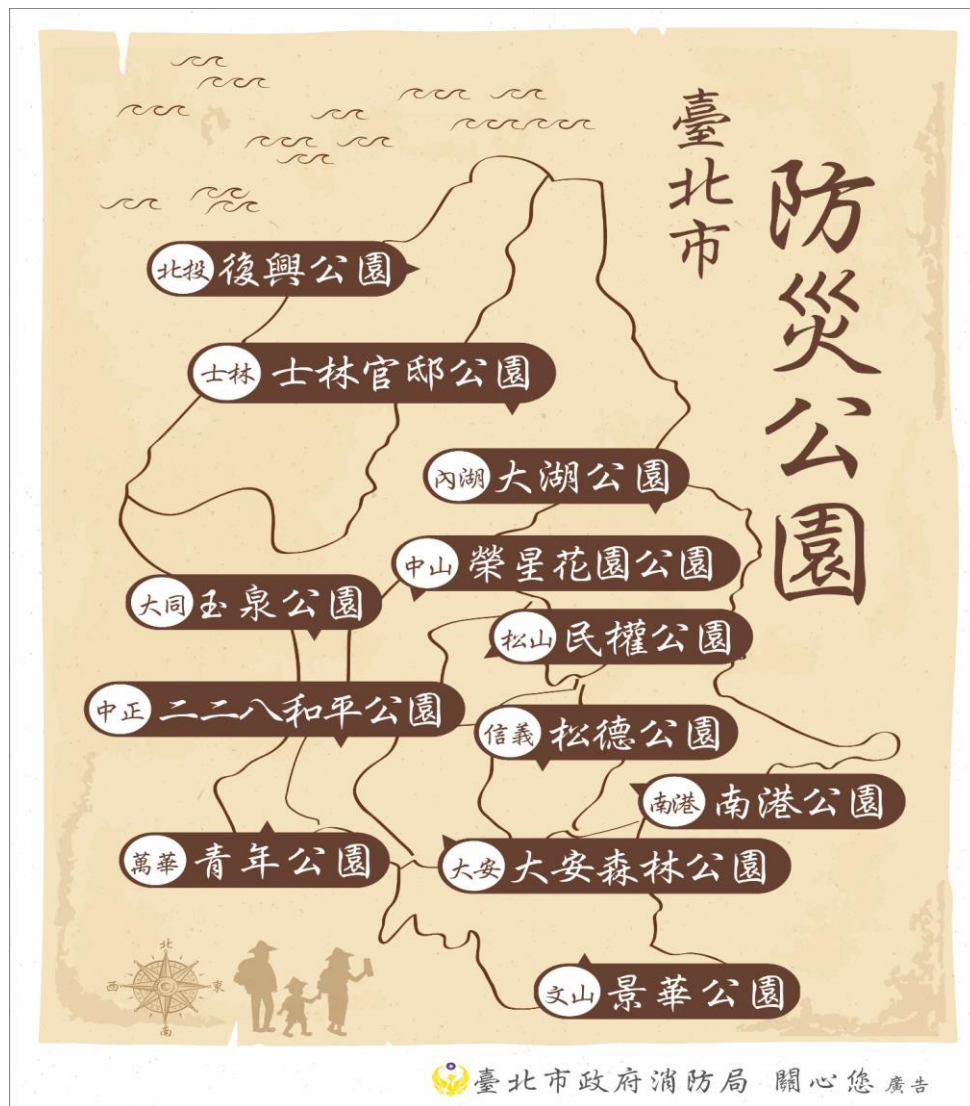 臺北市
防災公園
北投 復興公園
士林 士林官邸公園
內湖 大湖公園
中山 榮星花園公園
大同 玉泉公園
松山 民權公園
中正 二二八和平公園
信義 松德公園
南港 南港公園
萬華 青年公園
大安 大安森林公園
文山 景華公園
北
西 東
南
臺北市政府消防局 關心您 廣告